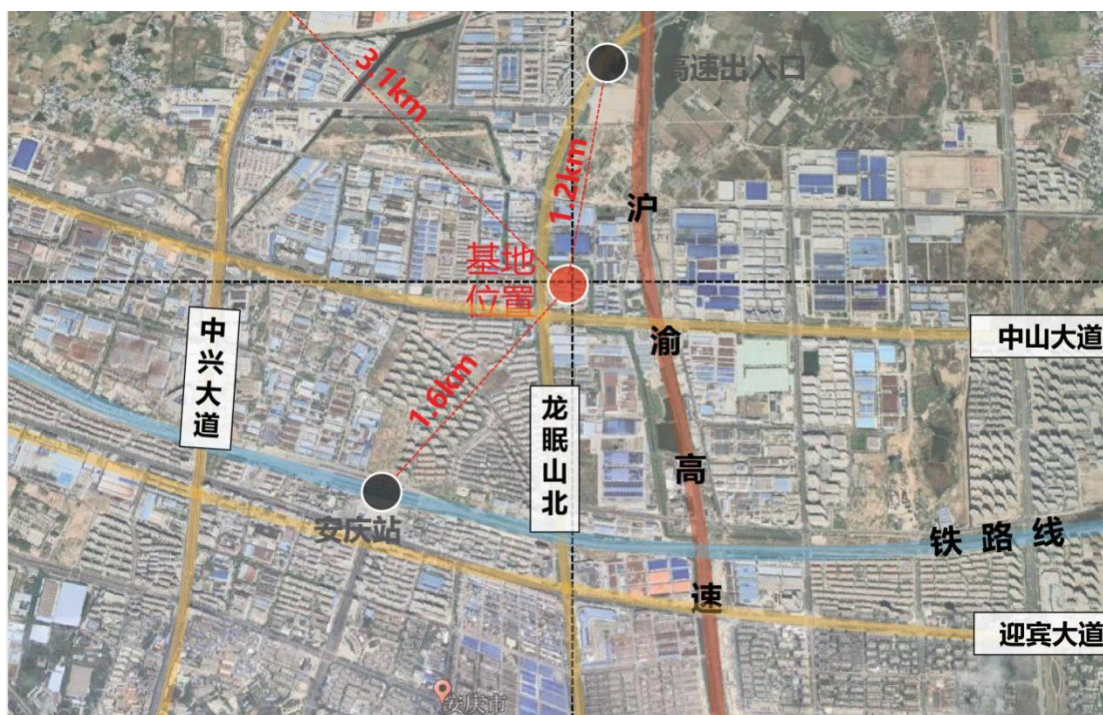 3.1km
高速出入口
1.2km
沪渝高速
基地
位置
中山大道
中兴大道
1.6km
龙眠山北
安庆站
铁路线
迎宾大道
安庆市